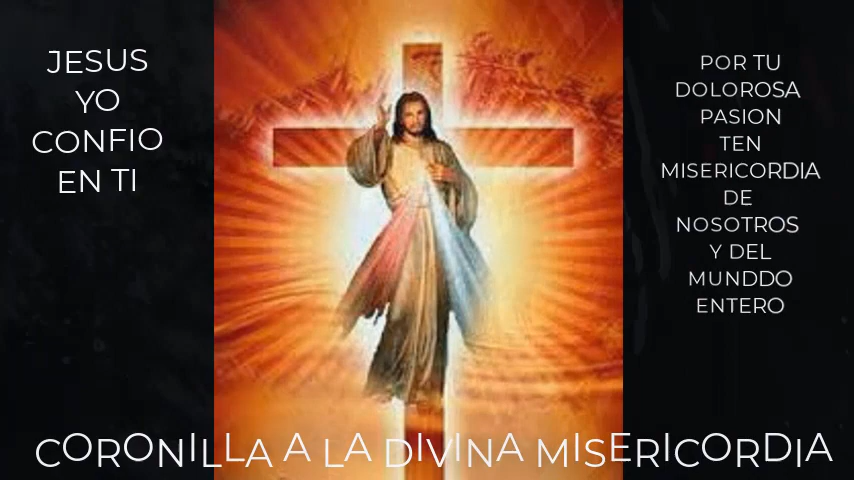 JESUS
YO
CONFIO
EN TI
POR TU
DOLOROSA
PASION
TEN
MISERICORDIA
DE
NOSOTROS
Y DEL
MUNDDO
ENTERO
CORONILLA A LA DIVINA MISERICORDIA